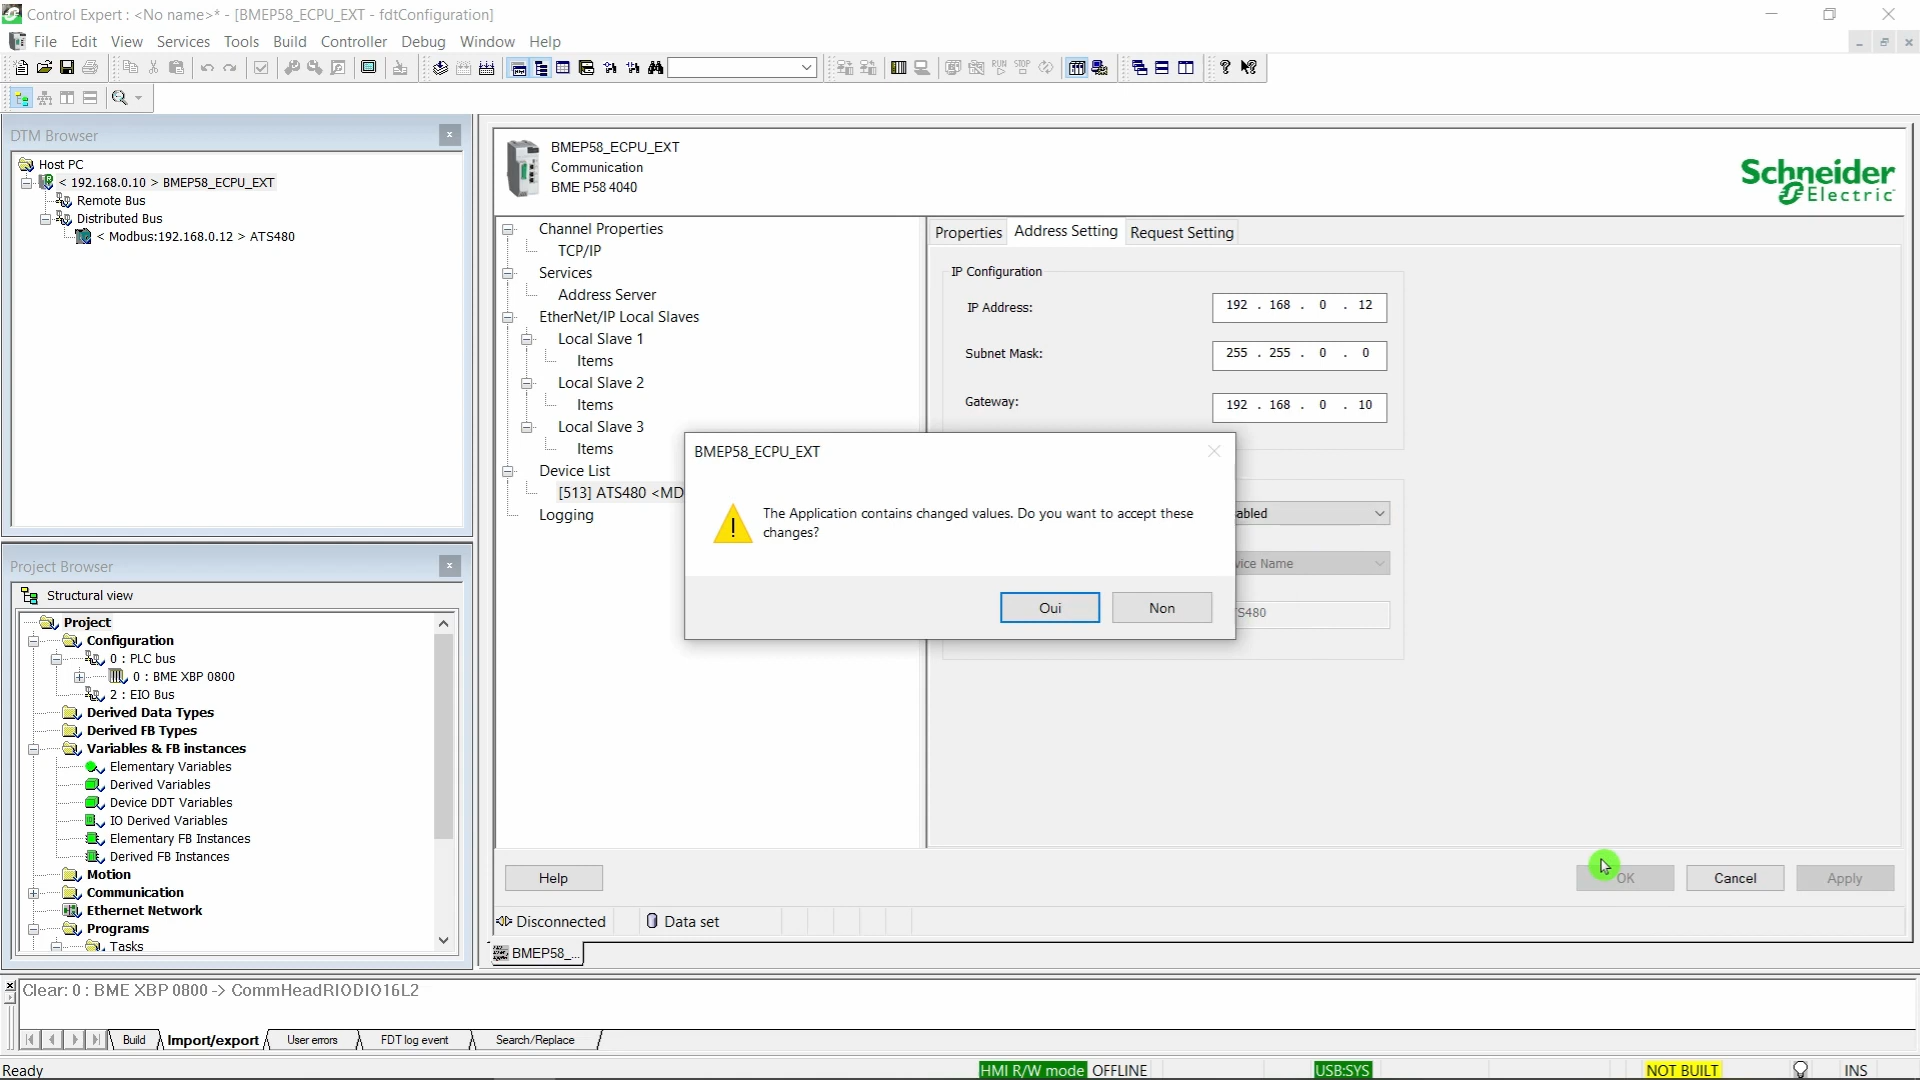 Control Expert : <No name>* - [BMEP58_ECPU_EXT - fdtConfiguration]
File Edit View Services Tools Build Controller Debug Window Help
RUN STOP
DTM Browser
Host PC
< 192.168.0.10 > BMEP58_ECPU_EXT
Remote Bus
Distributed Bus
< Modbus:192.168.0.12 > ATS480
Project Browser
Structural view
Project
Configuration
0 : PLC bus
0 : BME XBP 0800
2 : EIO Bus
Derived Data Types
Derived FB Types
Variables & FB instances
Elementary Variables
Derived Variables
Device DDT Variables
IO Derived Variables
Elementary FB Instances
Derived FB Instances
Motion
Communication
Ethernet Network
Programs
Tasks
BMEP58_ECPU_EXT
Communication
BME P58 4040
Schneider
Electric
Channel Properties
TCP/IP
Services
Address Server
EtherNet/IP Local Slaves
Local Slave 1
Items
Local Slave 2
Items
Local Slave 3
Items
Device List
[513] ATS480 <MD
Logging
Properties Address Setting Request Setting
IP Configuration
IP Address: 192 . 168 . 0 . 12
Subnet Mask: 255 . 255 . 0 . 0
Gateway: 192 . 168 . 0 . 10
abled
vice Name
S480
BMEP58_ECPU_EXT
The Application contains changed values. Do you want to accept these
changes?
Oui Non
Help OK Cancel Apply
Disconnected Data set
BMEP58_...
Clear: 0 : BME XBP 0800 -> CommHeadRIODIO16L2
Build Import/export User errors FDT log event Search/Replace
Ready HMI R/W mode OFFLINE USB:SYS NOT BUILT INS